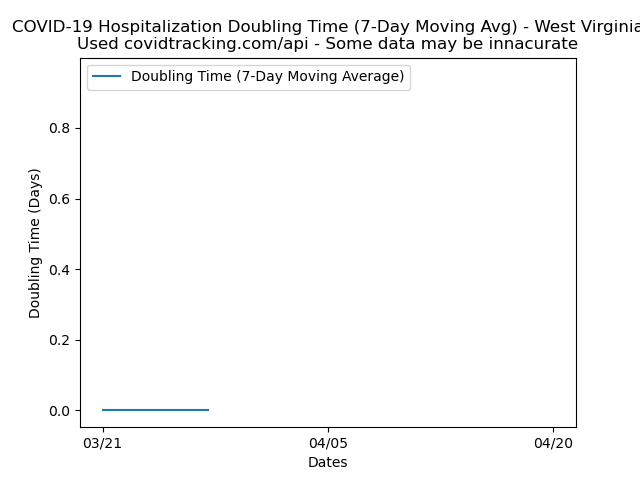 COVID-19 Hospitalization Doubling Time (7-Day Moving Avg) - West Virginia
Used covidtracking.com/api - Some data may be innacurate
Doubling Time (7-Day Moving Average)
0.8
0.6
0.4
0.2
0.0
Doubling Time (Days)
03/21
04/05
04/20
Dates